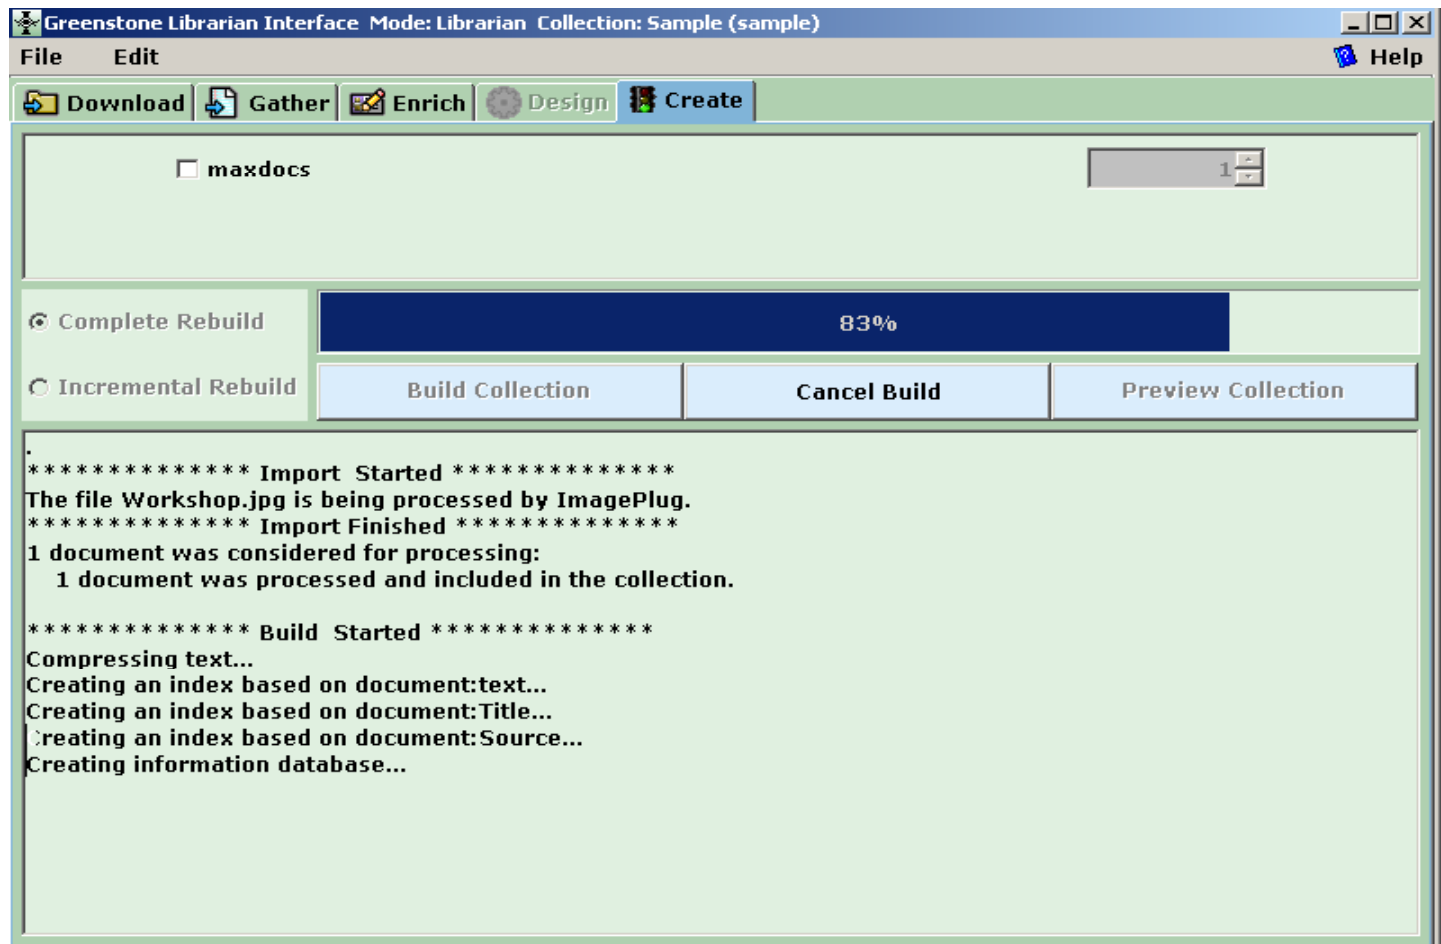 Greenstone Librarian Interface Mode: Librarian Collection: Sample (sample)
File Edit Help
Download Gather Enrich Design Create
maxdocs 1
Complete Rebuild 83%
Incremental Rebuild Build Collection Cancel Build Preview Collection
.
************** Import Started **************
The file Workshop.jpg is being processed by ImagePlug.
************** Import Finished **************
1 document was considered for processing:
1 document was processed and included in the collection.
************** Build Started **************
Compressing text...
Creating an index based on document:text...
Creating an index based on document:Title...
Creating an index based on document:Source...
Creating information database...